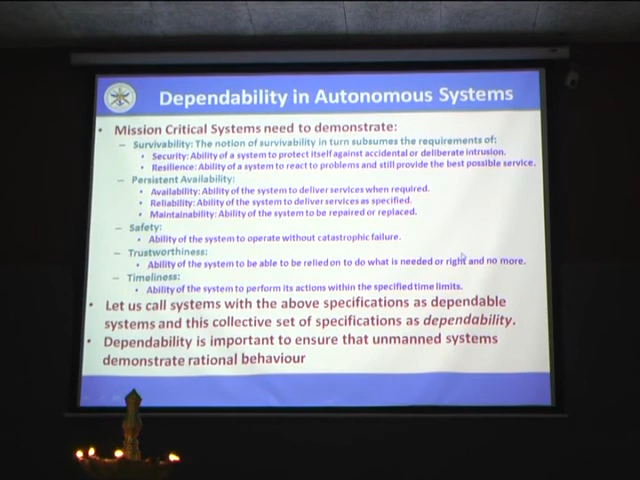 Dependability in Autonomous Systems
• Mission Critical Systems need to demonstrate:
– Survivability: The notion of survivability in turn subsumes the requirements of:
• Security: Ability of a system to protect itself against accidental or deliberate intrusion.
• Resilience: Ability of a system to react to problems and still provide the best possible service.
– Persistent Availability:
• Availability: Ability of the system to deliver services when required.
• Reliability: Ability of the system to deliver services as specified.
• Maintainability: Ability of the system to be repaired or replaced.
– Safety:
• Ability of the system to operate without catastrophic failure.
– Trustworthiness:
• Ability of the system to be able to be relied on to do what is needed or right and no more.
– Timeliness:
• Ability of the system to perform its actions within the specified time limits.
• Let us call systems with the above specifications as dependable
systems and this collective set of specifications as dependability.
• Dependability is important to ensure that unmanned systems
demonstrate rational behaviour